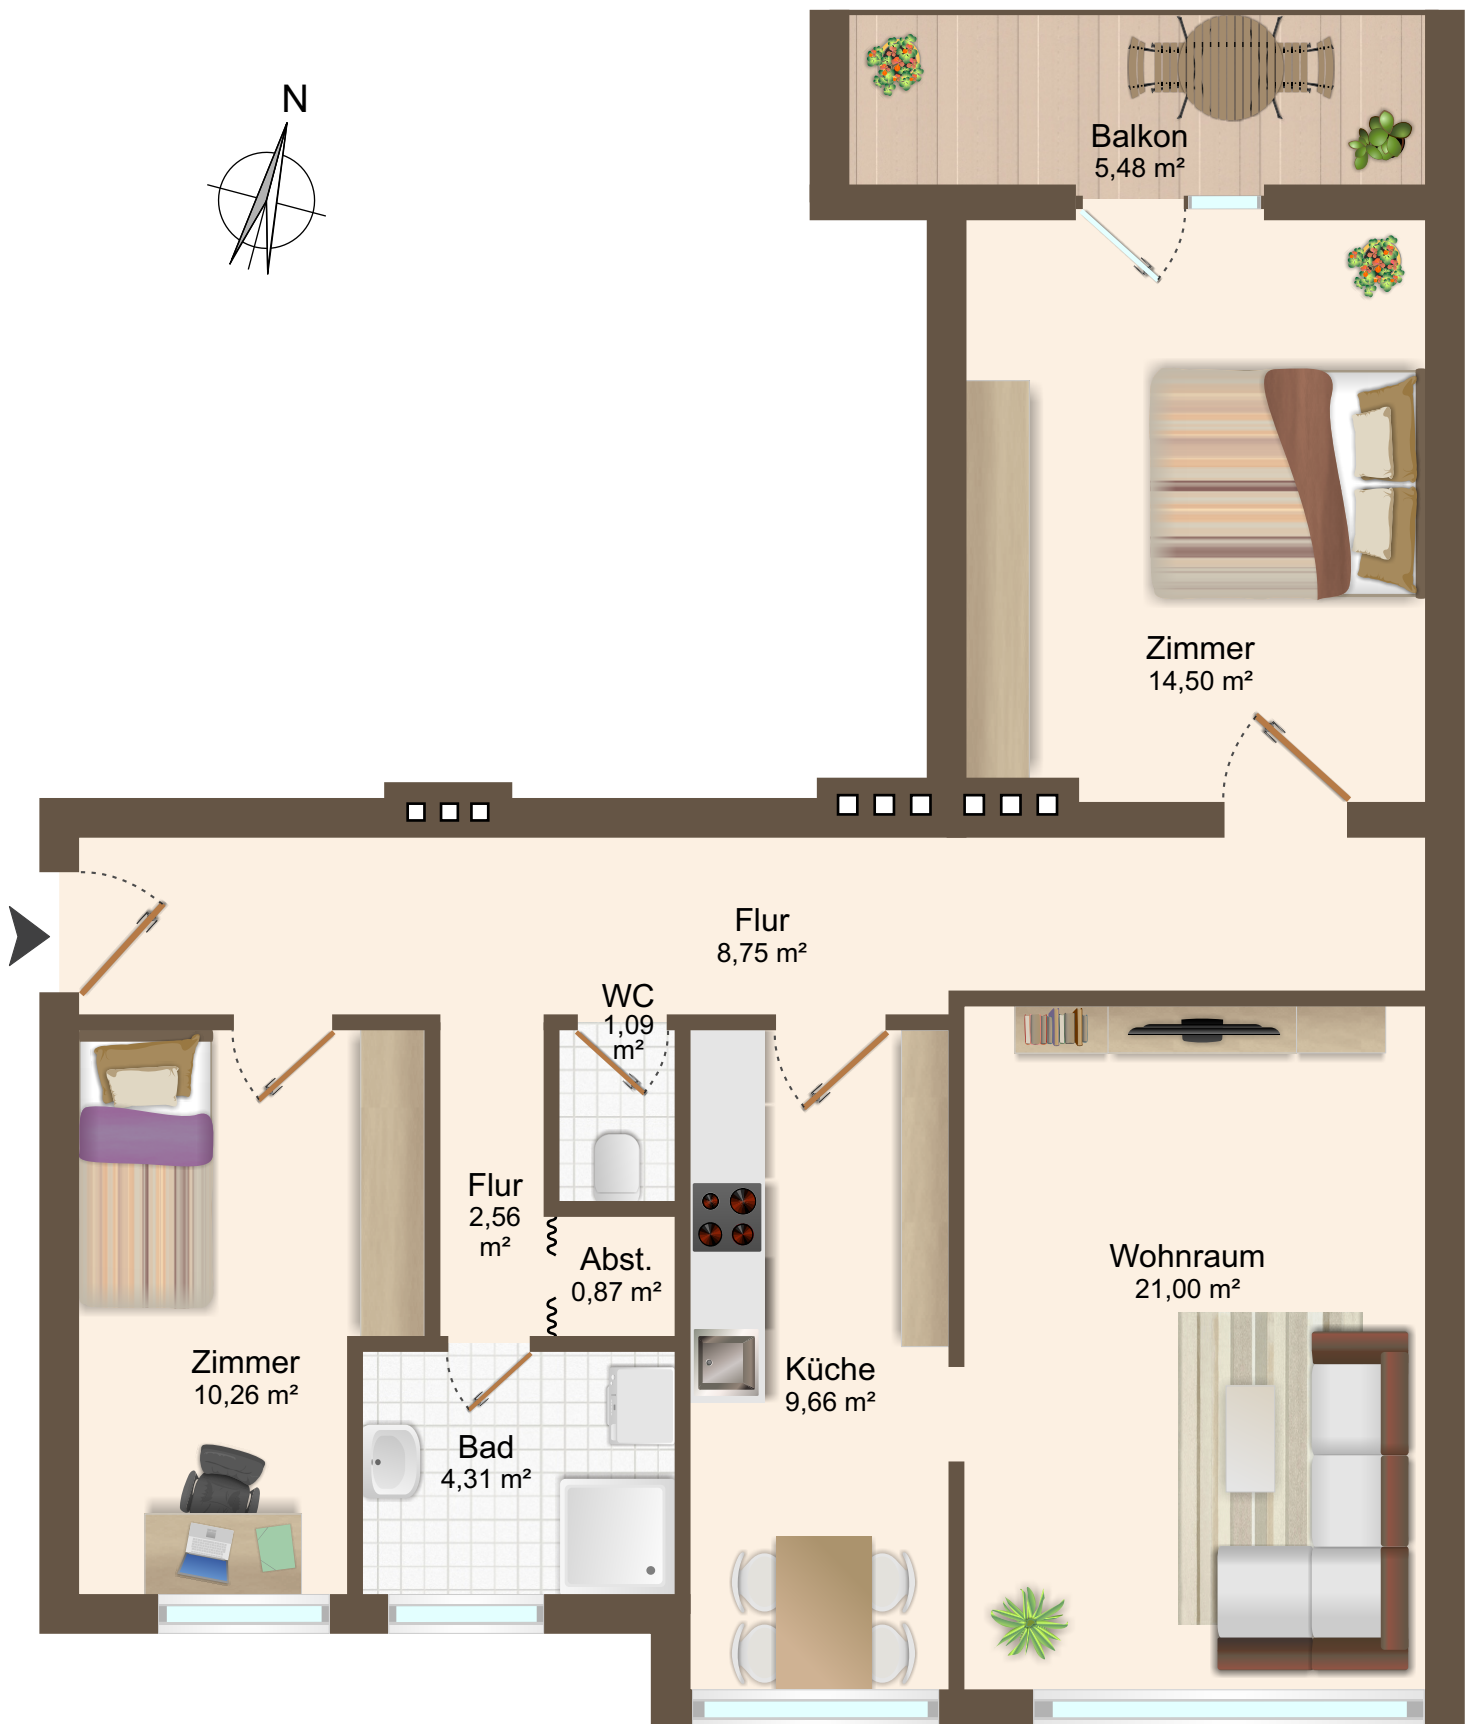 N
Balkon
5,48 m²
Zimmer
14,50 m²
Flur
8,75 m²
WC
1,09
m²
Flur
2,56
m²
Abst.
0,87 m²
Wohnraum
21,00 m²
Zimmer
10,26 m²
Küche
9,66 m²
Bad
4,31 m²